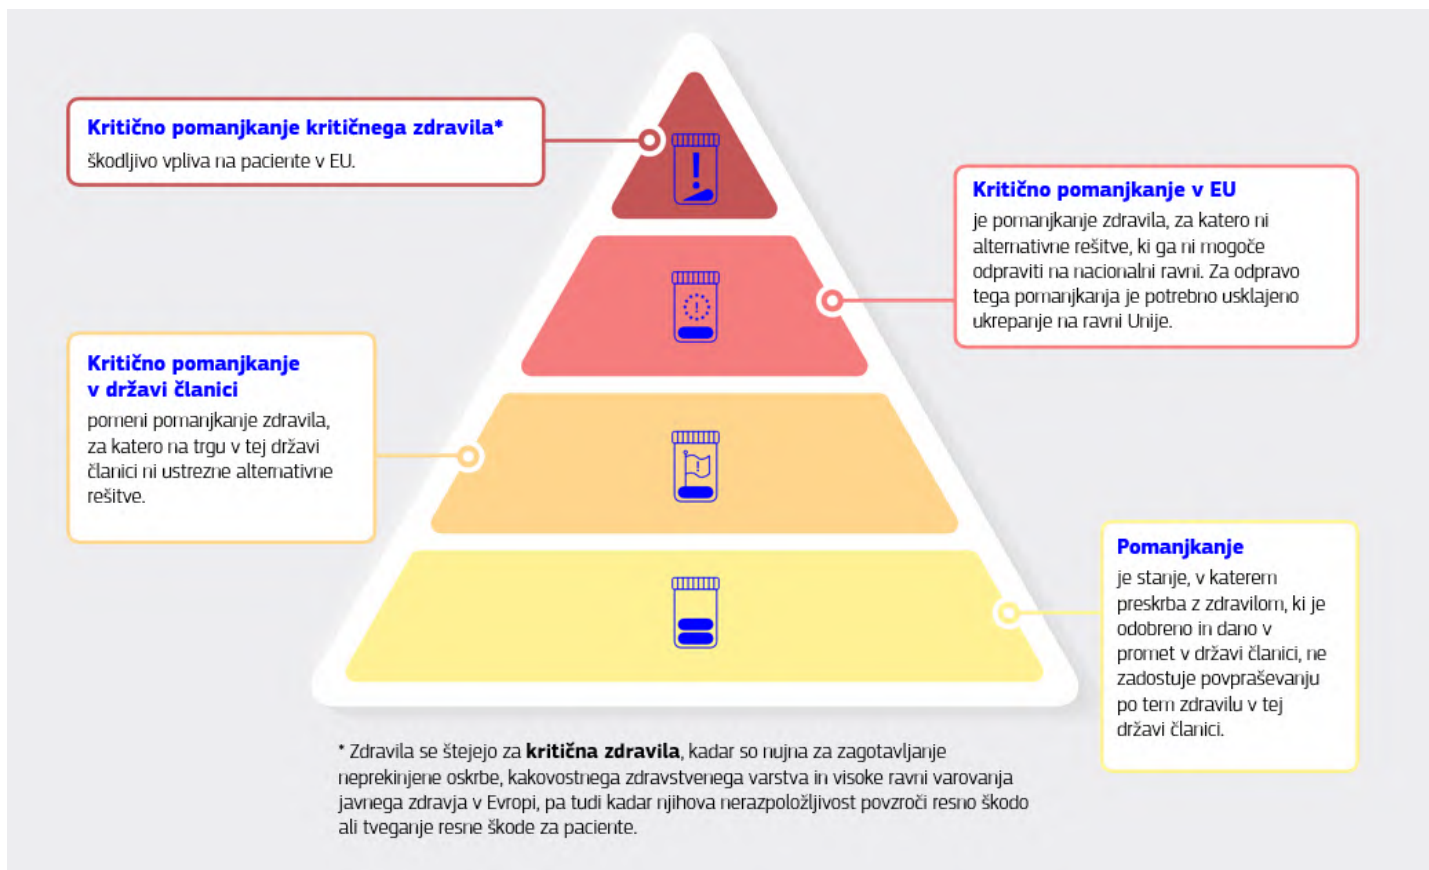 Kritično pomanjkanje kritičnega zdravila*
škodljivo vpliva na paciente v EU.
Kritično pomanjkanje v EU
je pomanjkanje zdravila, za katero ni
alternativne rešitve, ki ga ni mogoče
odpraviti na nacionalni ravni. Za odpravo
tega pomanjkanja je potrebno usklajeno
ukrepanje na ravni Unije.
Kritično pomanjkanje
v državi članici
pomeni pomanjkanje zdravila,
za katero na trgu v tej državi
članici ni ustrezne alternativne
rešitve.
Pomanjkanje
je stanje, v katerem
preskrba z zdravilom, ki je
odobreno in dano v
promet v državi članici, ne
zadostuje povpraševanju
po tem zdravilu v tej
državi članici.
* Zdravila se štejejo za kritična zdravila, kadar so nujna za zagotavljanje
neprekinjene oskrbe, kakovostnega zdravstvenega varstva in visoke ravni varovanja
javnega zdravja v Evropi, pa tudi kadar njihova nerazpoložljivost povzroči resno škodo
ali tveganje resne škode za paciente.